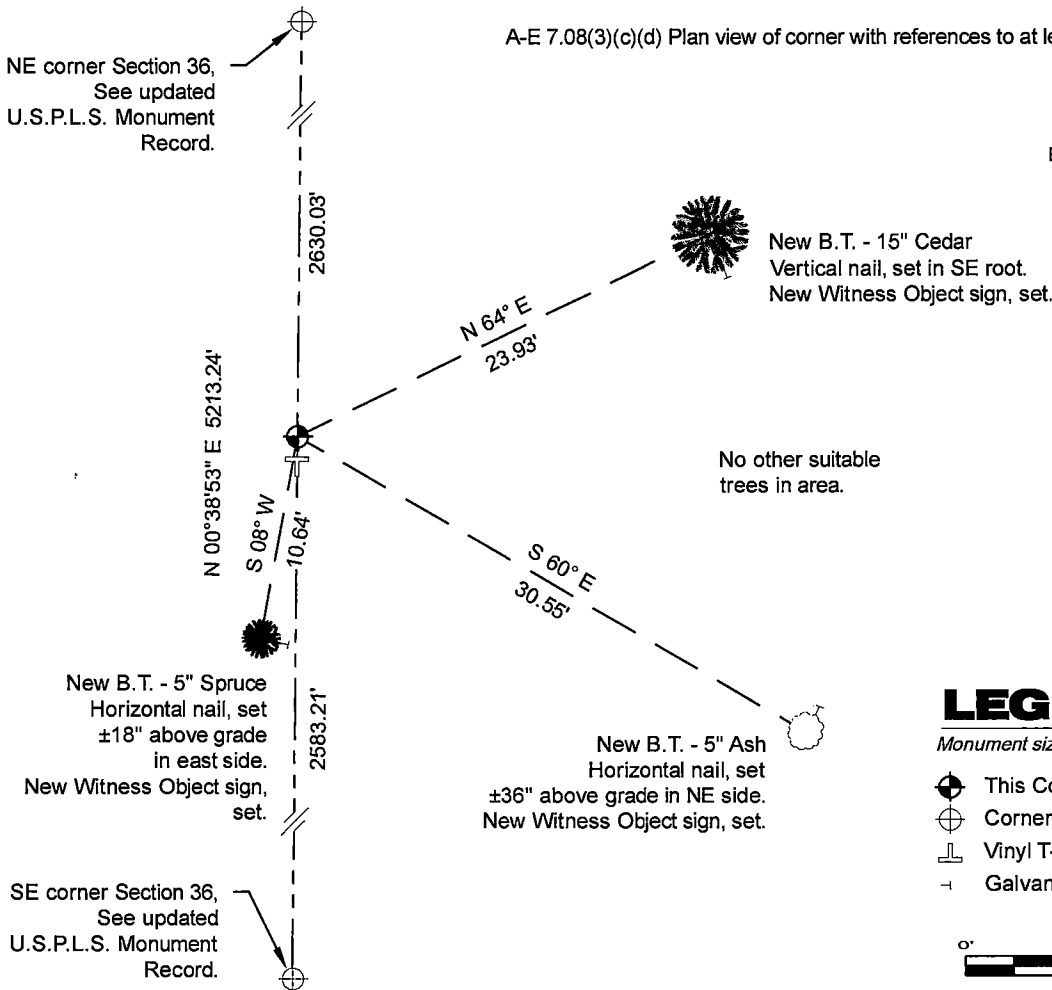 A-E 7.08(3)(c)(d) Plan view of corner with references to at le
NE corner Section 36,
See updated
U.S.P.L.S. Monument
Record.
2630.03'
New B.T. - 15" Cedar
Vertical nail, set in SE root.
New Witness Object sign, set.
N 64° E
23.93'
N 00°38'53" E 5213.24'
No other suitable
trees in area.
S 08° W
10.64'
S 60° E
30.55'
New B.T. - 5" Spruce
Horizontal nail, set
±18" above grade
in east side.
New Witness Object sign,
set.
2583.21'
New B.T. - 5" Ash
Horizontal nail, set
±36" above grade in NE side.
New Witness Object sign, set.
LEG
Monument siz
This Co
Corner
Vinyl T-
Galvan
SE corner Section 36,
See updated
U.S.P.L.S. Monument
Record.
0'